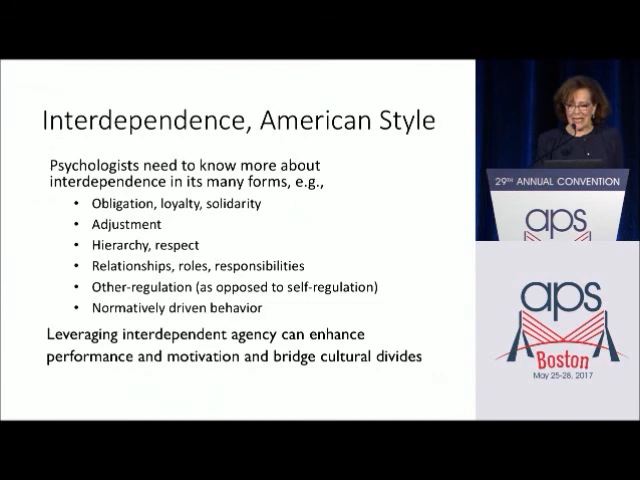 Interdependence, American Style
Psychologists need to know more about
interdependence in its many forms, e.g.,
• Obligation, loyalty, solidarity
• Adjustment
• Hierarchy, respect
• Relationships, roles, responsibilities
• Other-regulation (as opposed to self-regulation)
• Normatively driven behavior
Leveraging interdependent agency can enhance
performance and motivation and bridge cultural divides
29TH ANNUAL CONVENTION
aps
aps
Boston
May 25-28, 2017